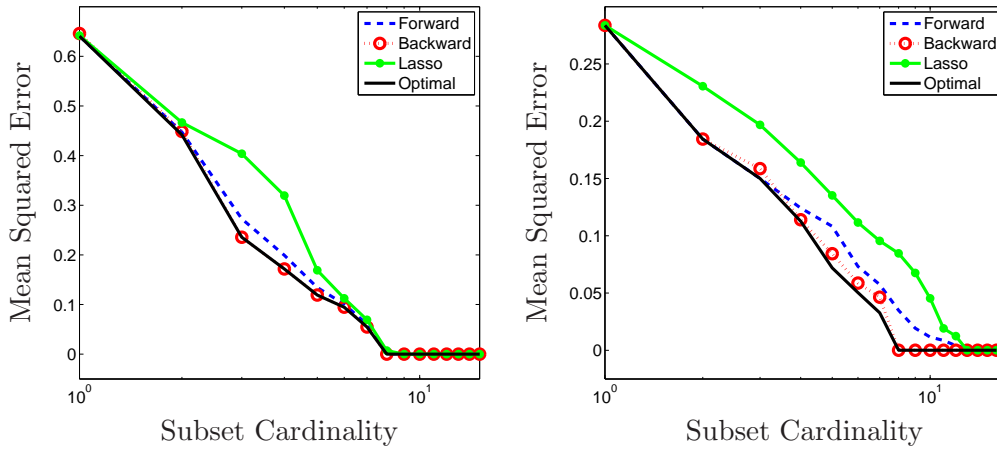 Mean Squared Error
0.6
0.5
0.4
0.3
0.2
0.1
0
10^0
10^1
Subset Cardinality
Forward
Backward
Lasso
Optimal
Mean Squared Error
0.25
0.2
0.15
0.1
0.05
0
10^0
10^1
Subset Cardinality
Forward
Backward
Lasso
Optimal